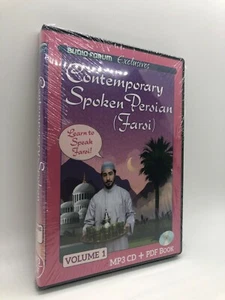 AUDIO-FORUM Exclusives
Contemporary
Spoken Persian
(Farsi)
Learn to
Speak
Farsi!
VOLUME 1
MP3 CD + PDF BOOK